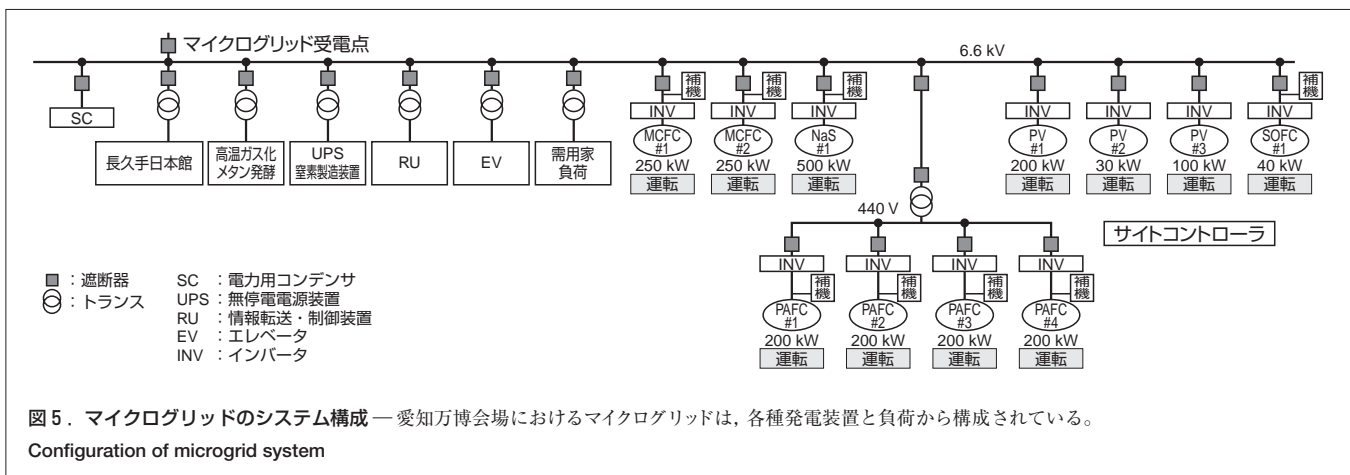 マイクログリッド受電点
6.6 kV
SC
長久手日本館
高温ガス化
メタン発酵
UPS
窒素製造装置
RU
EV
需用家
負荷
補機
INV
MCFC
#1
250 kW
運転
補機
INV
MCFC
#2
250 kW
運転
補機
INV
NaS
#1
500 kW
運転
INV
PV
#1
200 kW
運転
INV
PV
#2
30 kW
運転
INV
PV
#3
100 kW
運転
補機
INV
SOFC
#1
40 kW
運転
440 V
サイトコントローラ
INV
補機
PAFC
#1
200 kW
運転
INV
補機
PAFC
#2
200 kW
運転
INV
補機
PAFC
#3
200 kW
運転
INV
補機
PAFC
#4
200 kW
運転
:遮断器
:トランス
SC :電力用コンデンサ
UPS :無停電電源装置
RU :情報転送・制御装置
EV :エレベータ
INV :インバータ
図5.マイクログリッドのシステム構成 — 愛知万博会場におけるマイクログリッドは,各種発電装置と負荷から構成されている。
Configuration of microgrid system